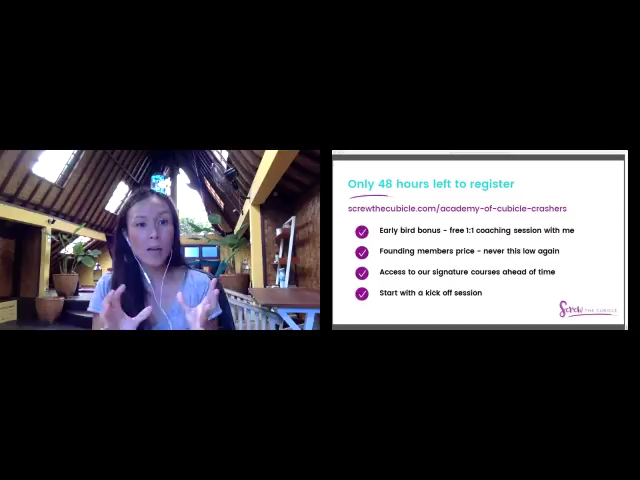 Only 48 hours left to register
screwthecubicle.com/academy-of-cubicle-crashers
Early bird bonus - free 1:1 coaching session with me
Founding members price - never this low again
Access to our signature courses ahead of time
Start with a kick off session
Screw THE CUBICLE